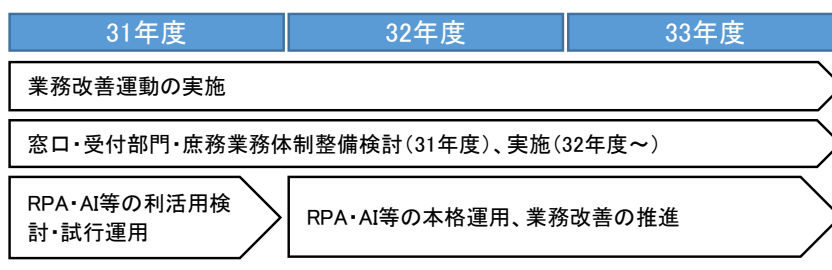 31年度 32年度 33年度
業務改善運動の実施
窓口・受付部門・庶務業務体制整備検討(31年度)、実施(32年度～)
RPA・AI等の利活用検
討・試行運用
RPA・AI等の本格運用、業務改善の推進